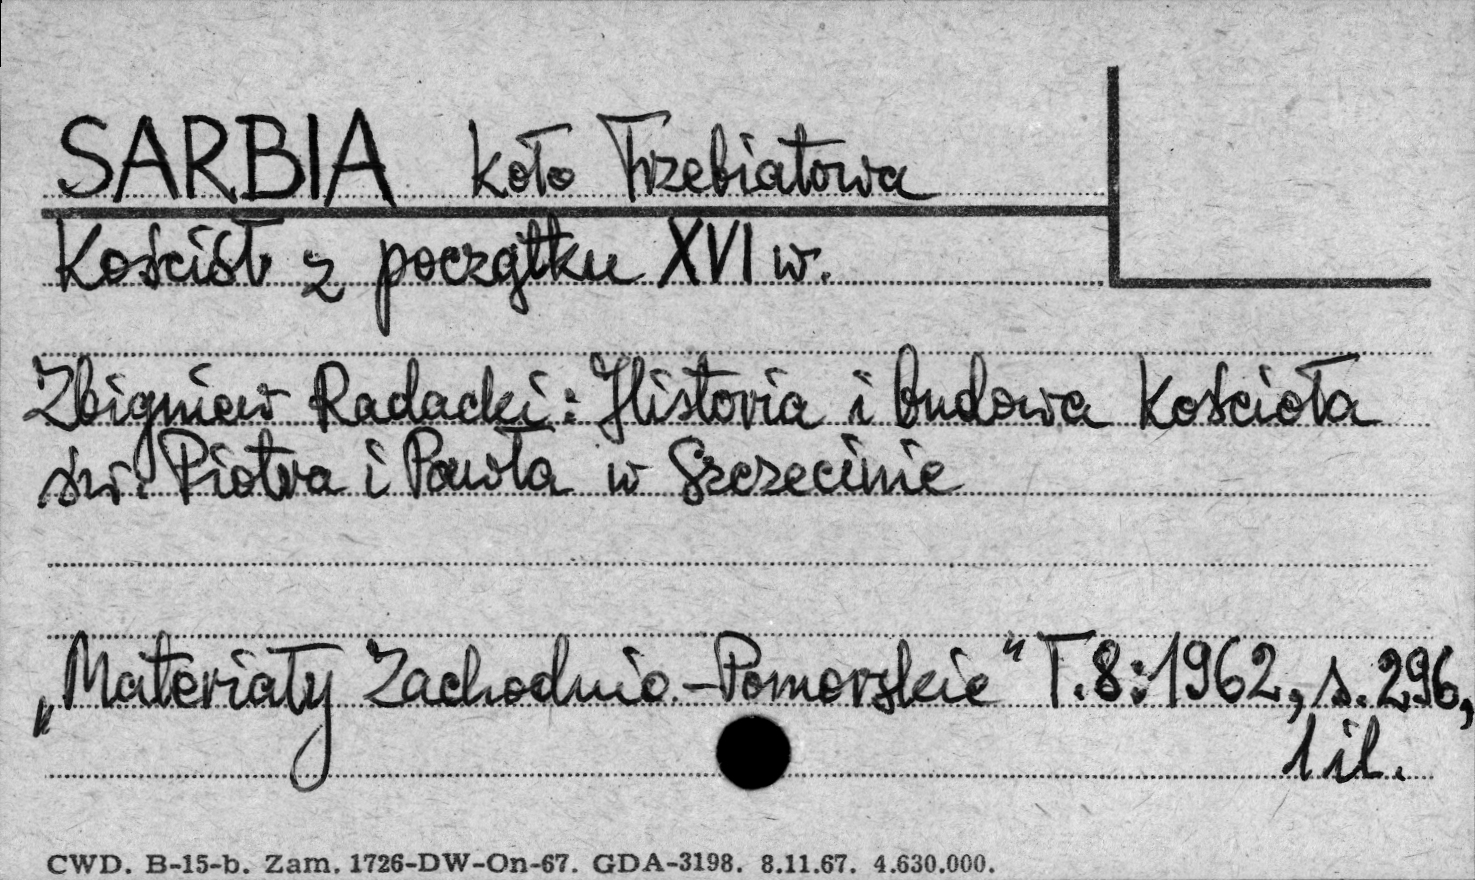 SARBIA koło Trzebiatowa
Kościół z początku XVI w.
Zbigniew Radacki: Historia i budowa Kościoła
św. Piotra i Pawła w Szczecinie
„Materiały Zachodnio-Pomorskie" T.8:1962, s.296,
1 il.
CWD. B-15-b. Zam. 1726-DW-On-67. GDA-3198. 8.11.67. 4.630.000.